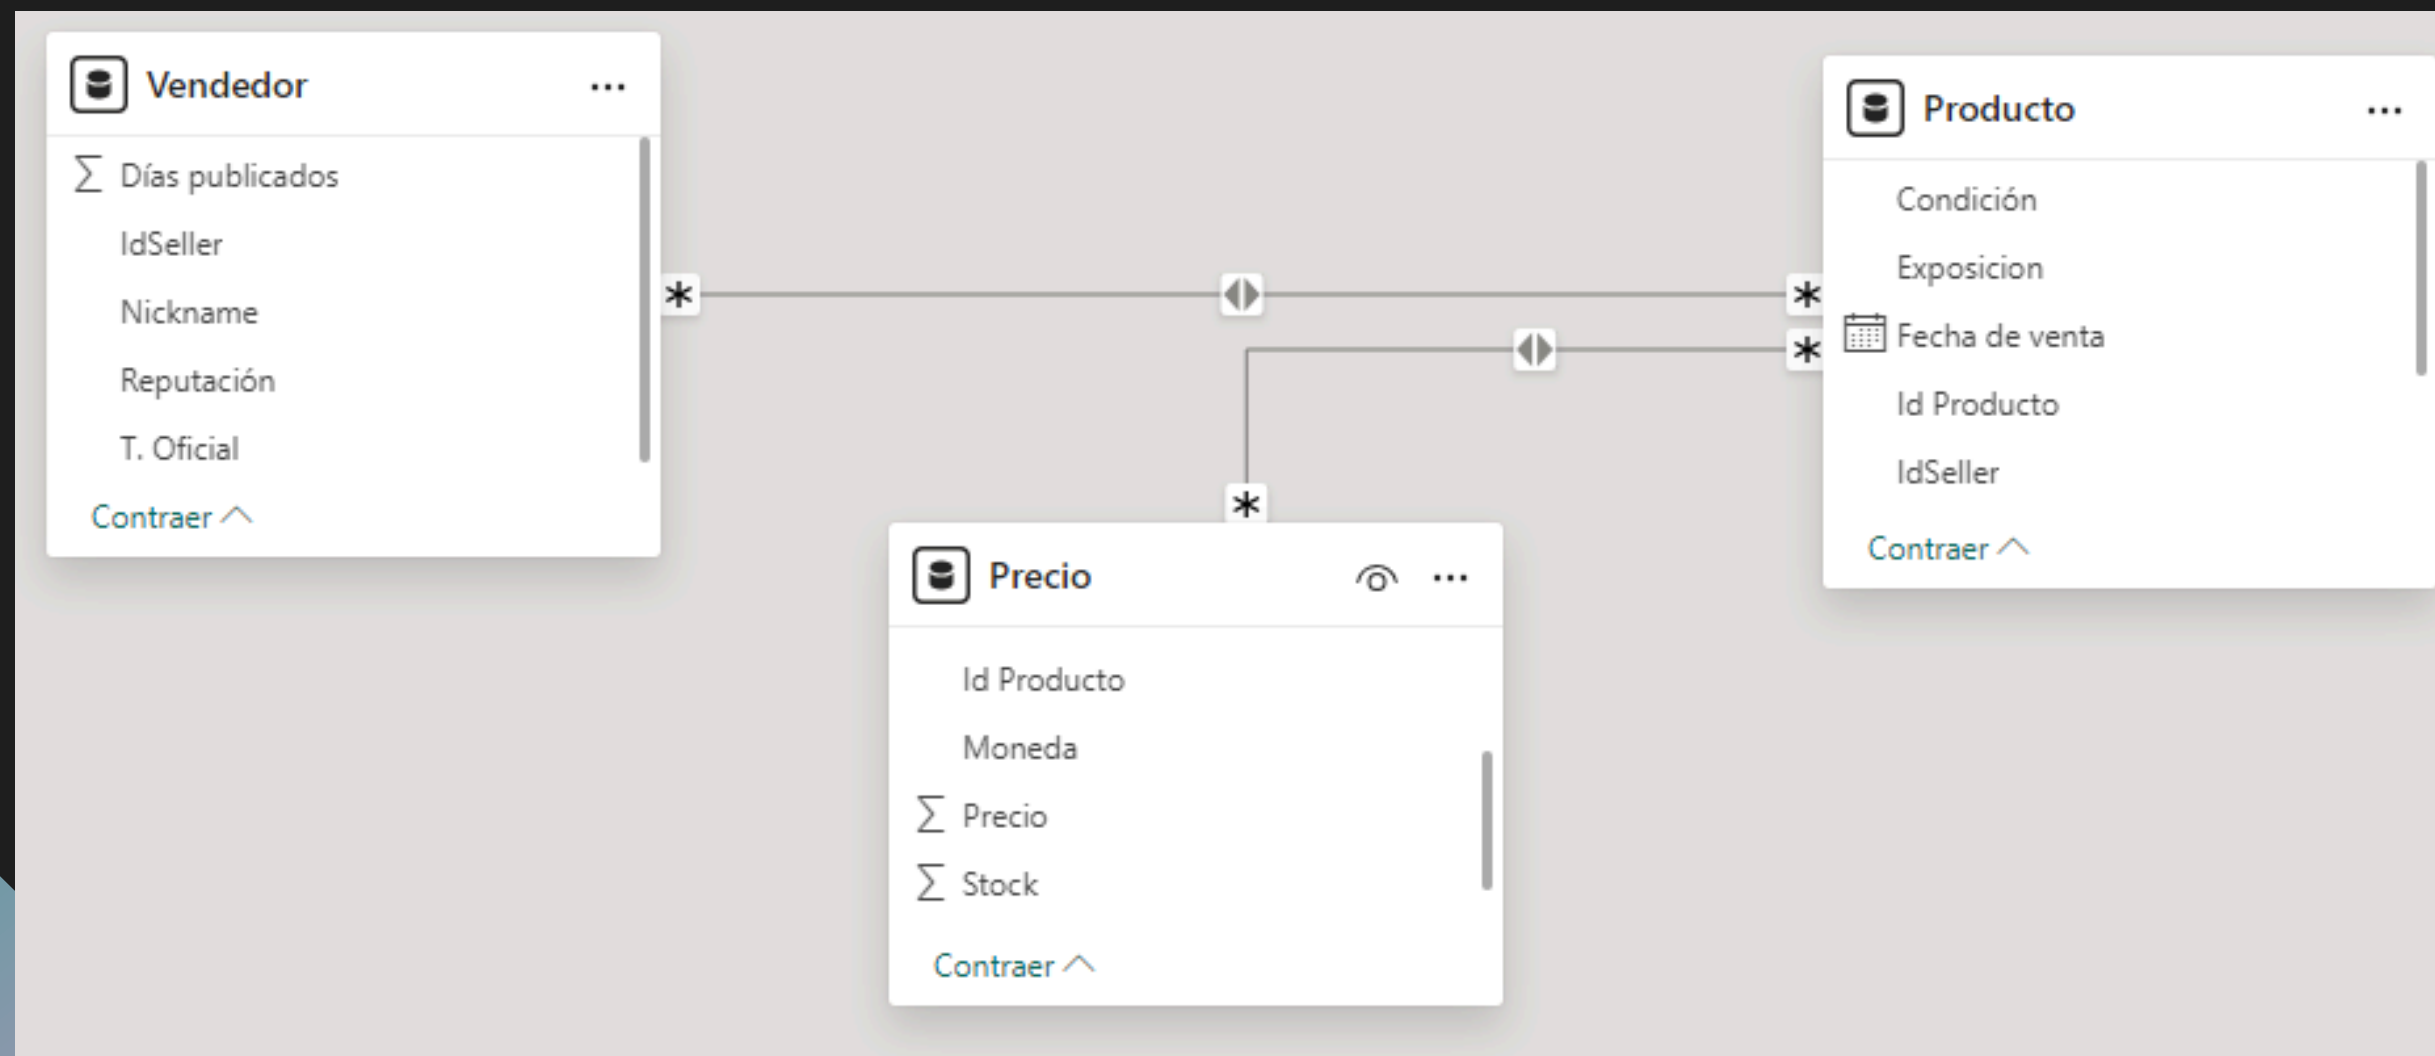 Vendedor
Días publicados
IdSeller
Nickname
Reputación
T. Oficial
Contraer
Producto
Condición
Exposicion
Fecha de venta
Id Producto
IdSeller
Contraer
Precio
Id Producto
Moneda
Precio
Stock
Contraer